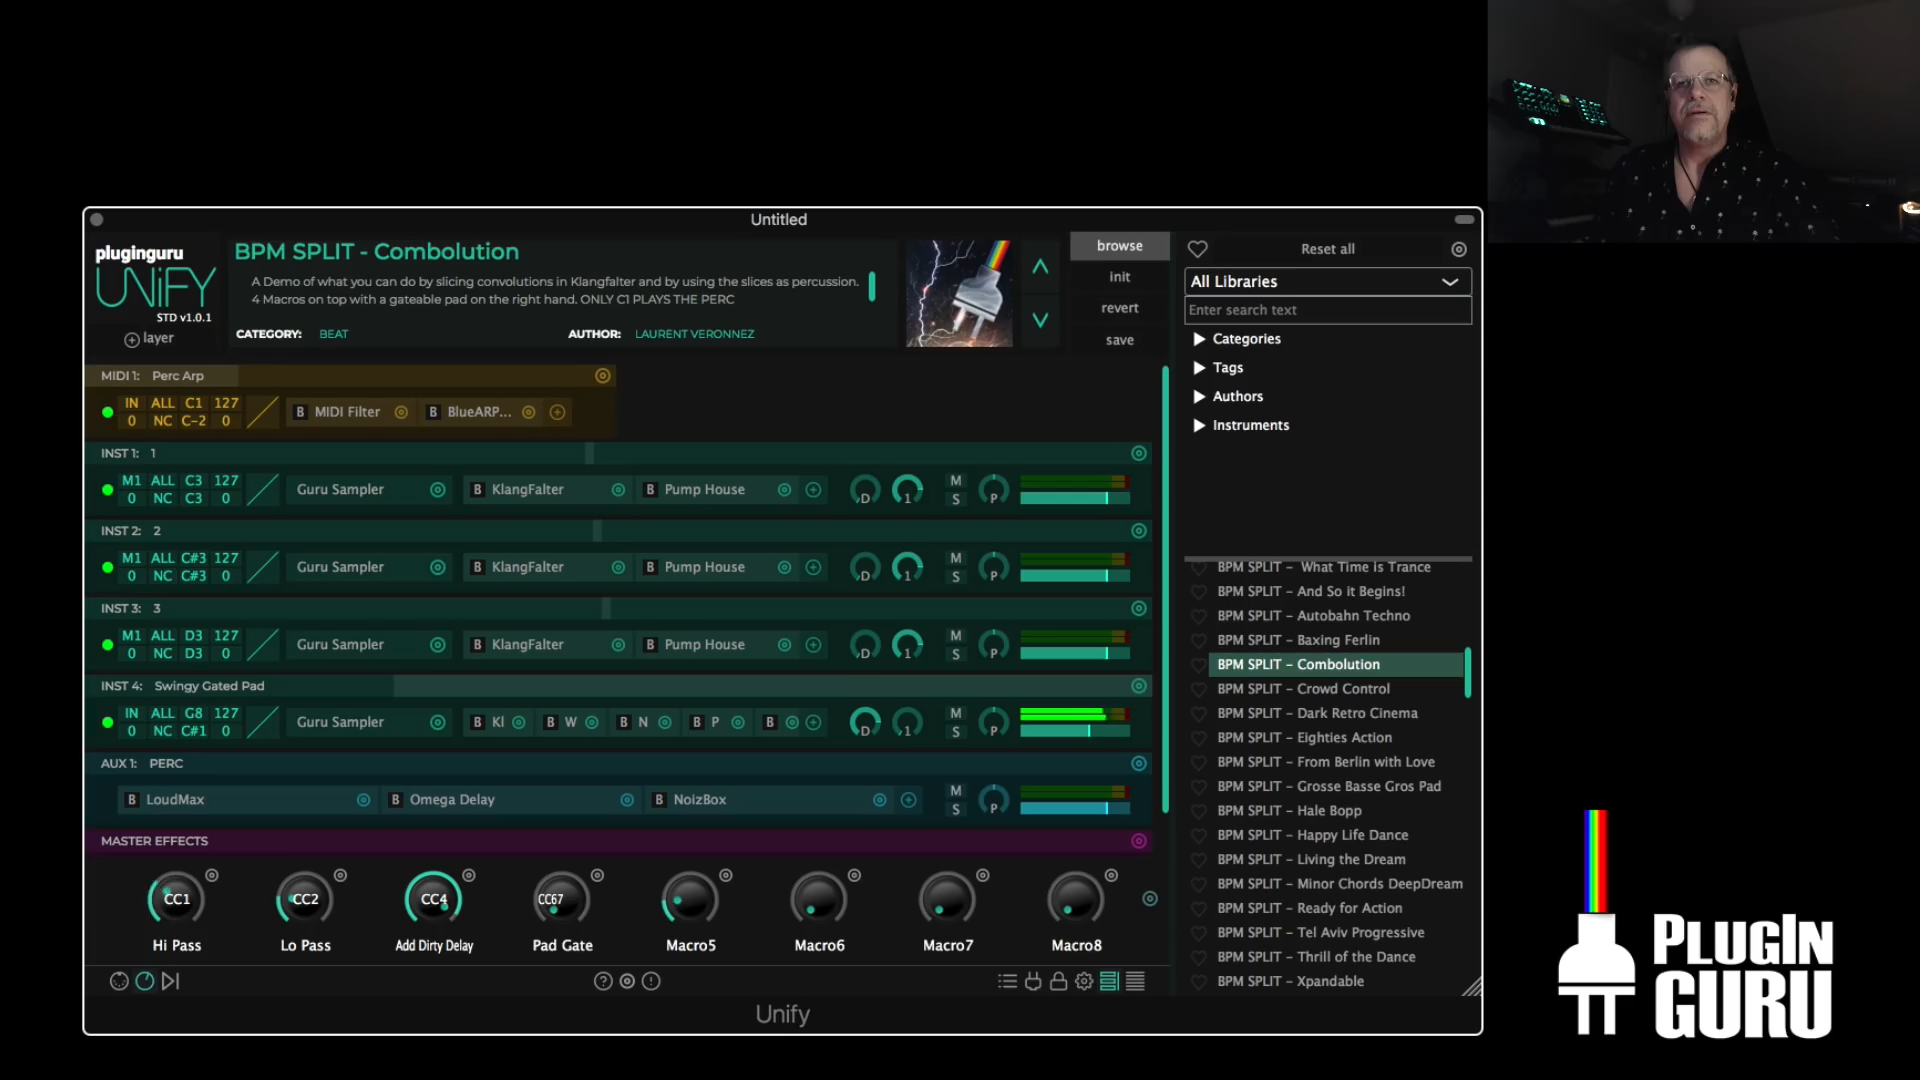 Untitled
pluginguru
UNIFY
STD v1.0.1
layer
BPM SPLIT - Combolution
A Demo of what you can do by slicing convolutions in Klangfalter and by using the slices as percussion.
4 Macros on top with a gateable pad on the right hand. ONLY C1 PLAYS THE PERC
CATEGORY: BEAT AUTHOR: LAURENT VERONNEZ
browse
init
revert
save
Reset all
All Libraries
Enter search text
Categories
Tags
Authors
Instruments
MIDI 1: Perc Arp
IN ALL C1 127
0 NC C-2 0
B MIDI Filter B BlueARP...
INST 1: 1
M1 ALL C3 127
0 NC C3 0
Guru Sampler B KlangFalter B Pump House D 1 M S P
INST 2: 2
M1 ALL C#3 127
0 NC C#3 0
Guru Sampler B KlangFalter B Pump House D 1 M S P
INST 3: 3
M1 ALL D3 127
0 NC D3 0
Guru Sampler B KlangFalter B Pump House D 1 M S P
INST 4: Swingy Gated Pad
IN ALL G8 127
0 NC C#1 0
Guru Sampler B Kl B W B N B P B D 1 M S P
AUX 1: PERC
B LoudMax B Omega Delay B NoizBox M S P
MASTER EFFECTS
CC1 CC2 CC4 CC67
Hi Pass Lo Pass Add Dirty Delay Pad Gate Macro5 Macro6 Macro7 Macro8
BPM SPLIT - What Time is Trance
BPM SPLIT - And So it Begins!
BPM SPLIT - Autobahn Techno
BPM SPLIT - Baxing Ferlin
BPM SPLIT - Combolution
BPM SPLIT - Crowd Control
BPM SPLIT - Dark Retro Cinema
BPM SPLIT - Eighties Action
BPM SPLIT - From Berlin with Love
BPM SPLIT - Grosse Basse Gros Pad
BPM SPLIT - Hale Bopp
BPM SPLIT - Happy Life Dance
BPM SPLIT - Living the Dream
BPM SPLIT - Minor Chords DeepDream
BPM SPLIT - Ready for Action
BPM SPLIT - Tel Aviv Progressive
BPM SPLIT - Thrill of the Dance
BPM SPLIT - Xpandable
Unify
PLUGIN
GURU